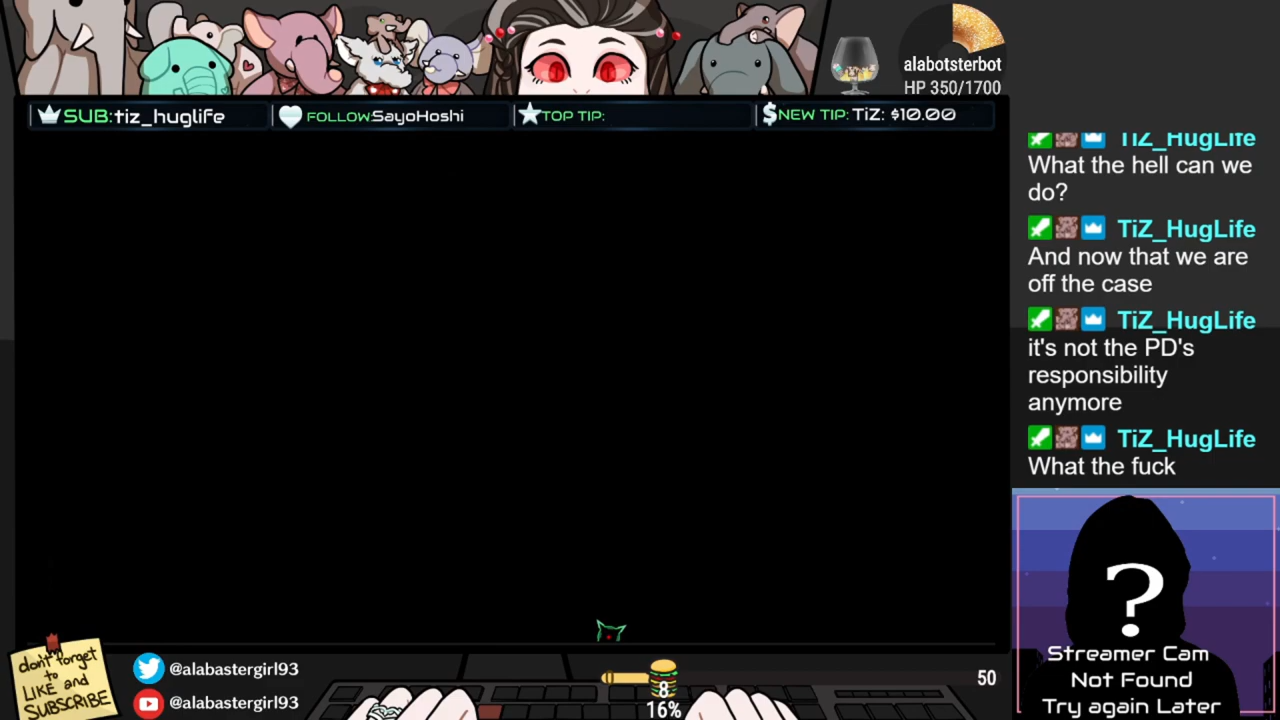 alabotsterbot
HP 350/1700
SUB:tiz_huglife
FOLLOW:SayoHoshi
TOP TIP:
NEW TIP: TiZ: $10.00
TiZ_HugLife
What the hell can we
do?
TiZ_HugLife
And now that we are
off the case
TiZ_HugLife
it's not the PD's
responsibility
anymore
TiZ_HugLife
What the fuck
?
Streamer Cam
Not Found
Try again Later
don't forget
to
LIKE and
SUBSCRIBE
@alabastergirl93
@alabastergirl93
8
16%
50